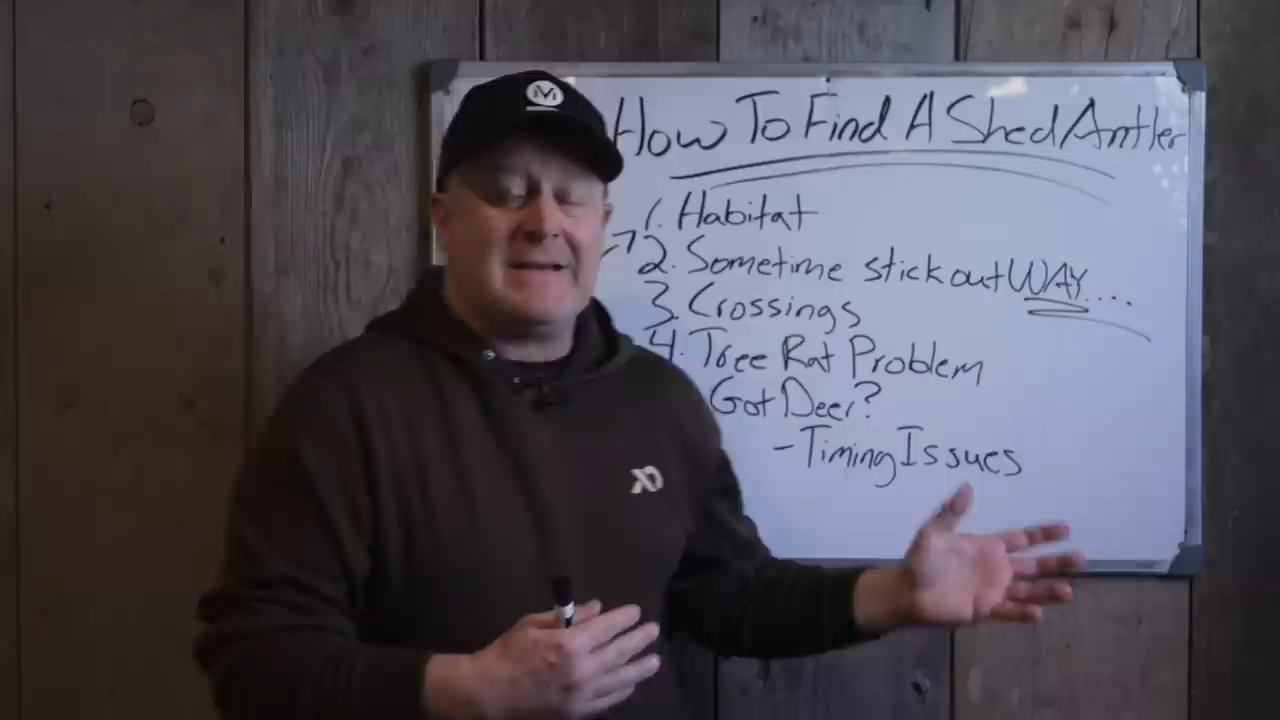 How To Find A Shed Antler
1. Habitat
2. Sometime stick out WAY....
3. Crossings
4. Tree Rat Problem
Got Deer?
- Timing Issues
M
XD